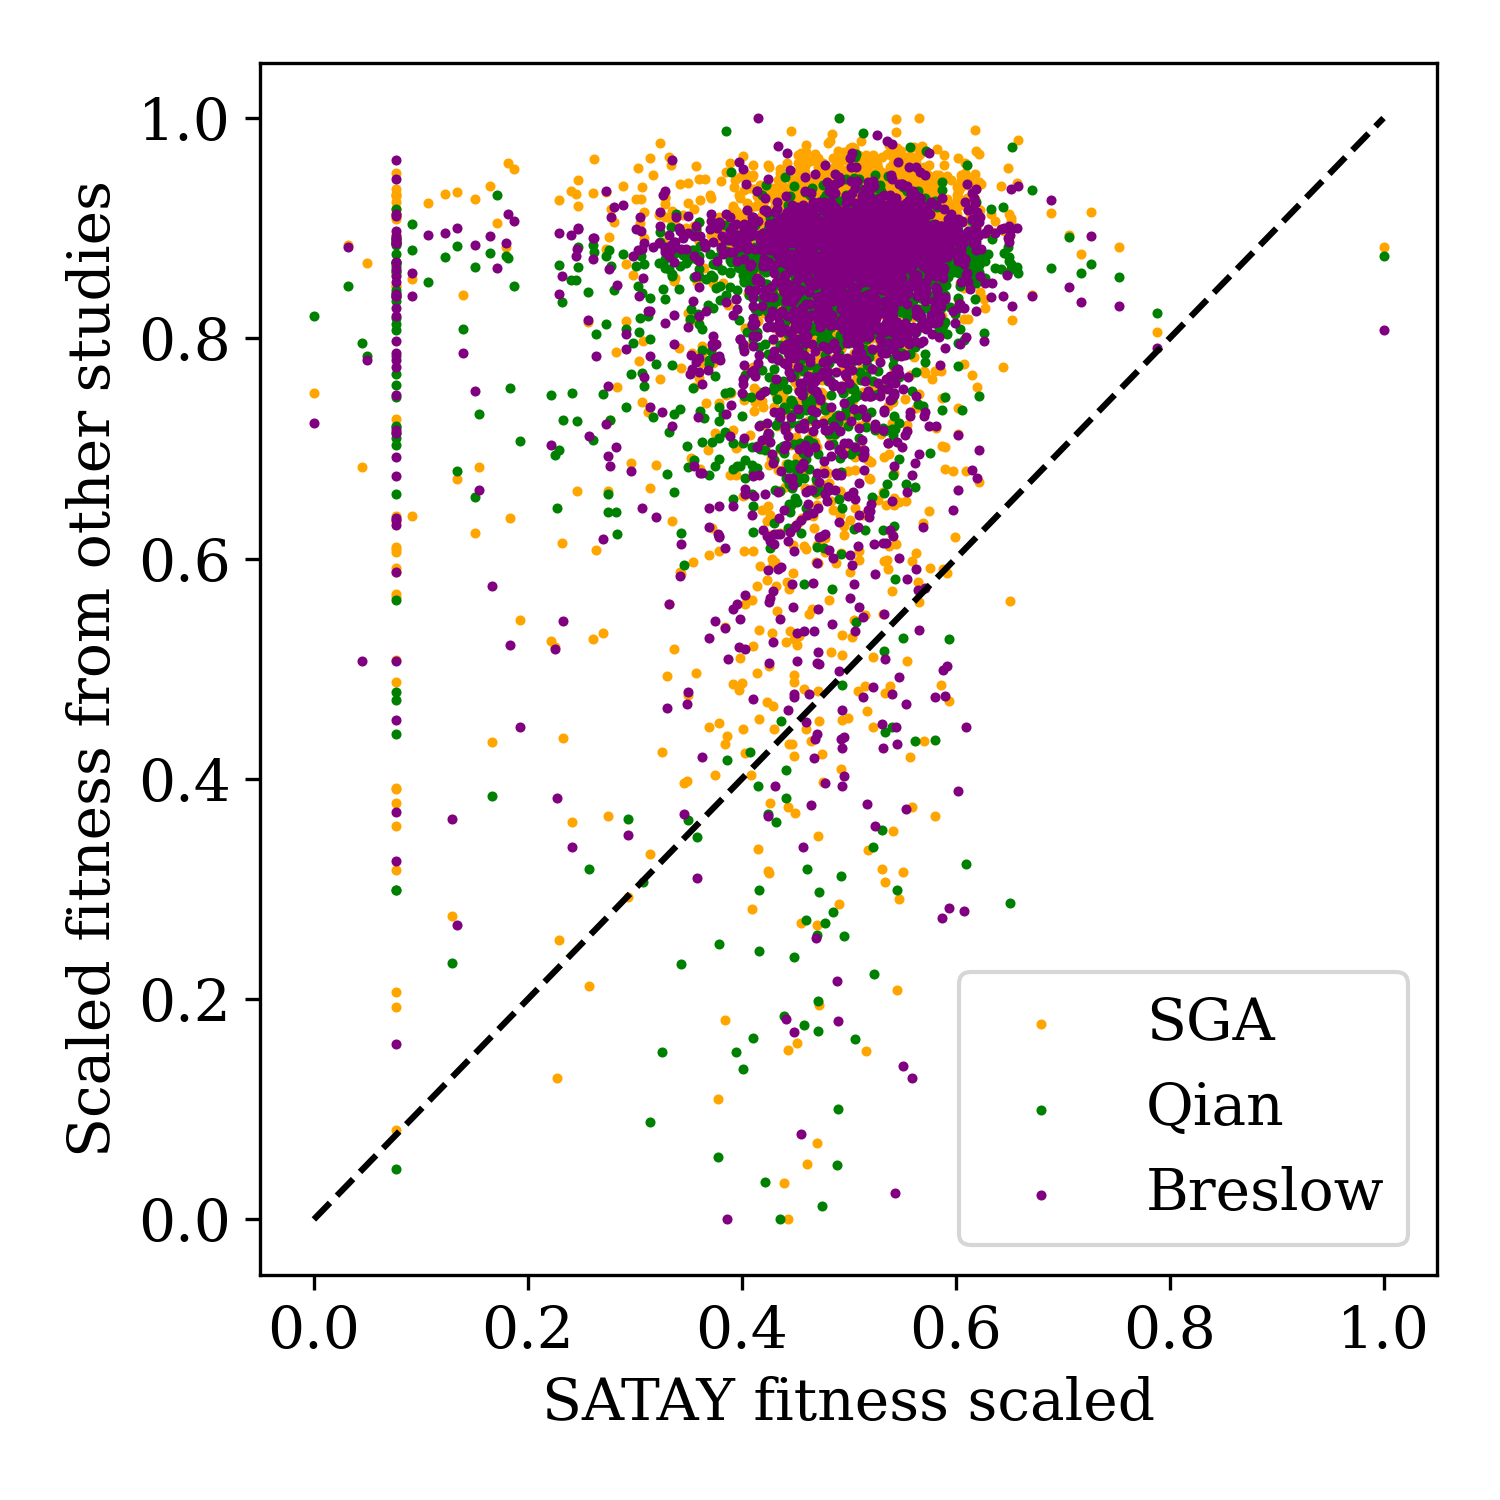 Scaled fitness from other studies
1.0
0.8
0.6
0.4
0.2
0.0
SGA
Qian
Breslow
0.0 0.2 0.4 0.6 0.8 1.0
SATAY fitness scaled